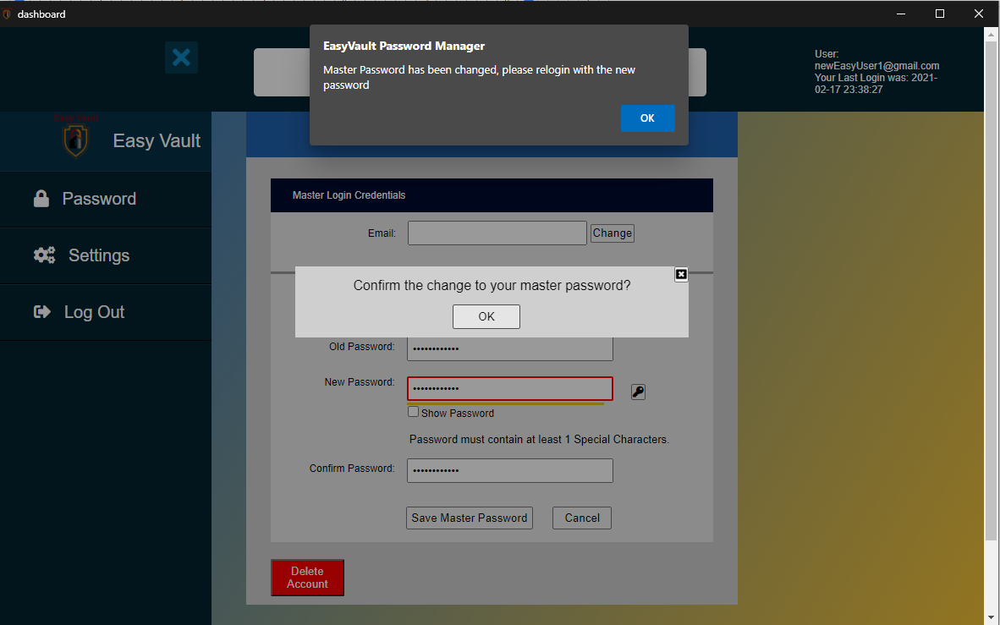 dashboard
EasyVault Password Manager
Master Password has been changed, please relogin with the new
password
OK
User:
newEasyUser1@gmail.com
Your Last Login was: 2021-
02-17 23:38:27
Easy Vault
Easy Vault
Password
Settings
Log Out
Master Login Credentials
Email:
Change
Confirm the change to your master password?
OK
Old Password:
New Password:
Show Password
Password must contain at least 1 Special Characters.
Confirm Password:
Save Master Password
Cancel
Delete
Account